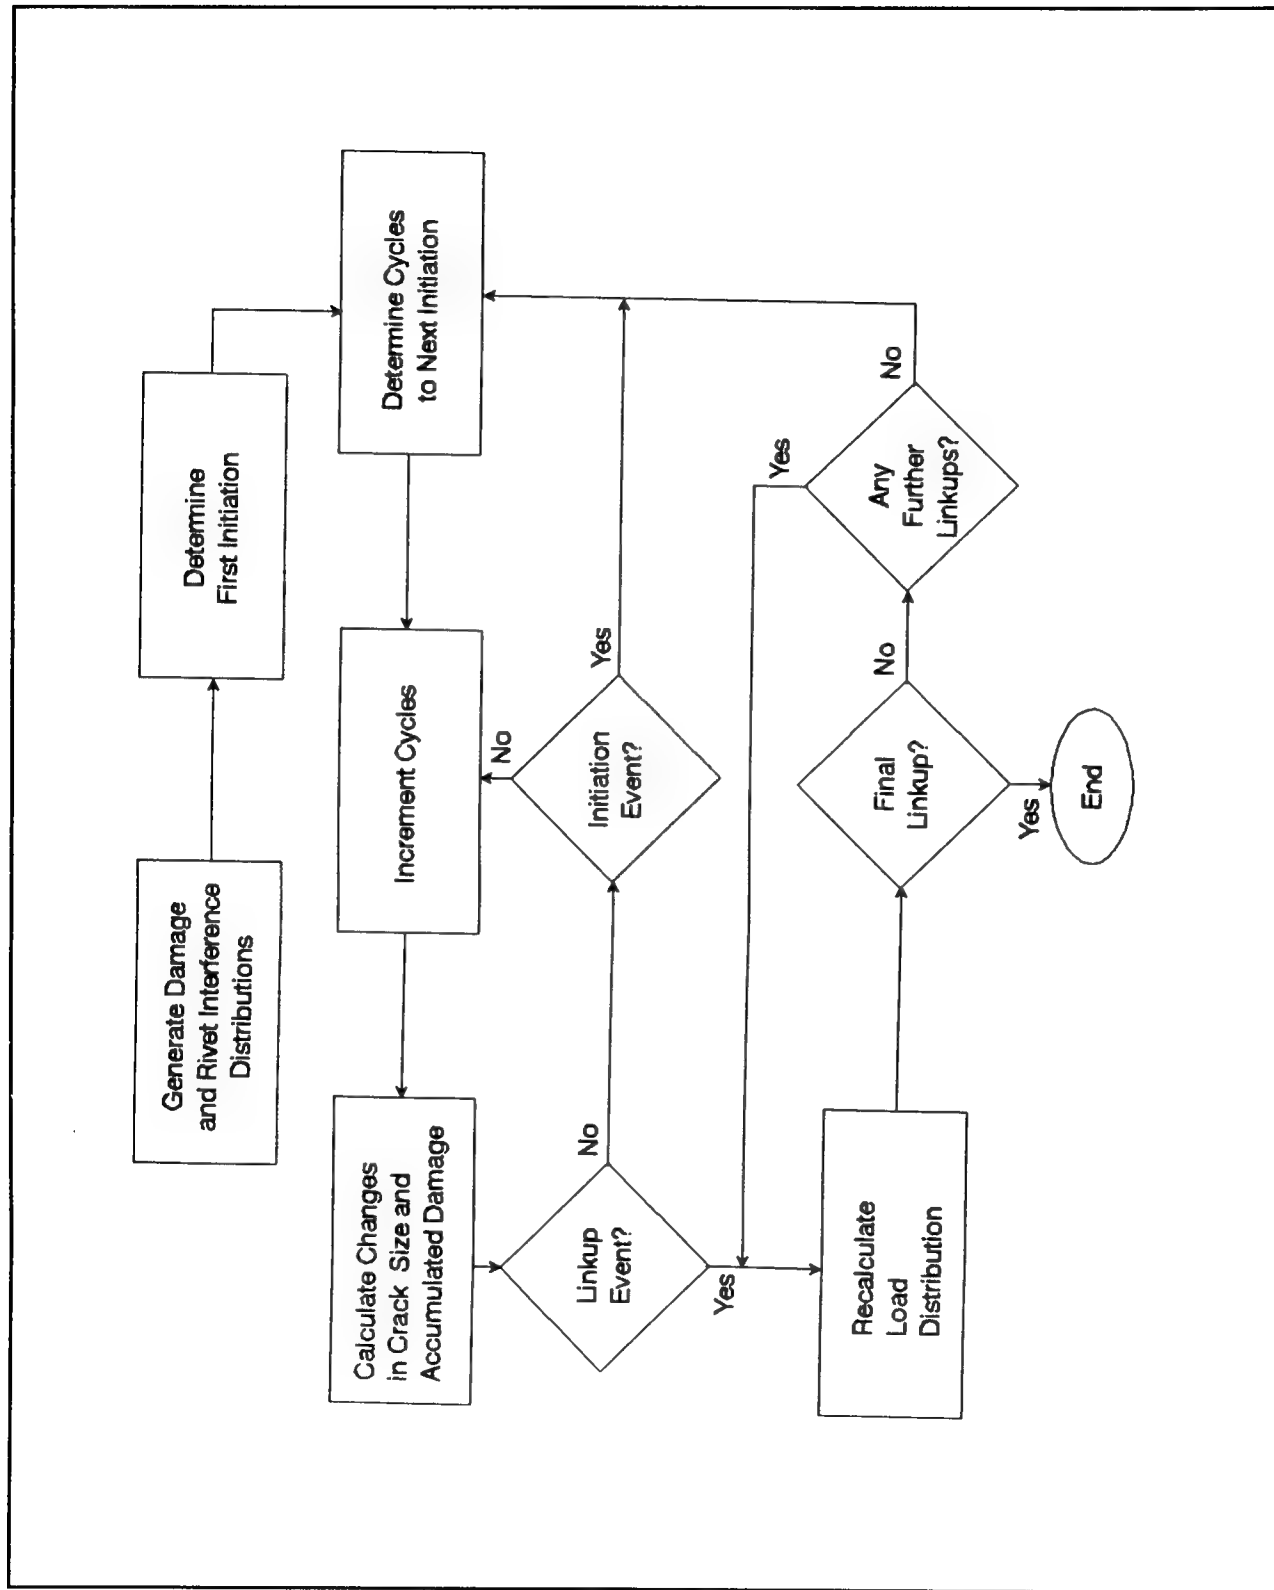 Generate Damage
and Rivet Interference
Distributions
Determine
First Initiation
Determine Cycles
to Next Initiation
Increment Cycles
Calculate Changes
in Crack Size and
Accumulated Damage
Linkup
Event?
No
Yes
Initiation
Event?
No
Yes
Recalculate
Load
Distribution
Final
Linkup?
No
Yes
Any
Further
Linkups?
Yes
No
End